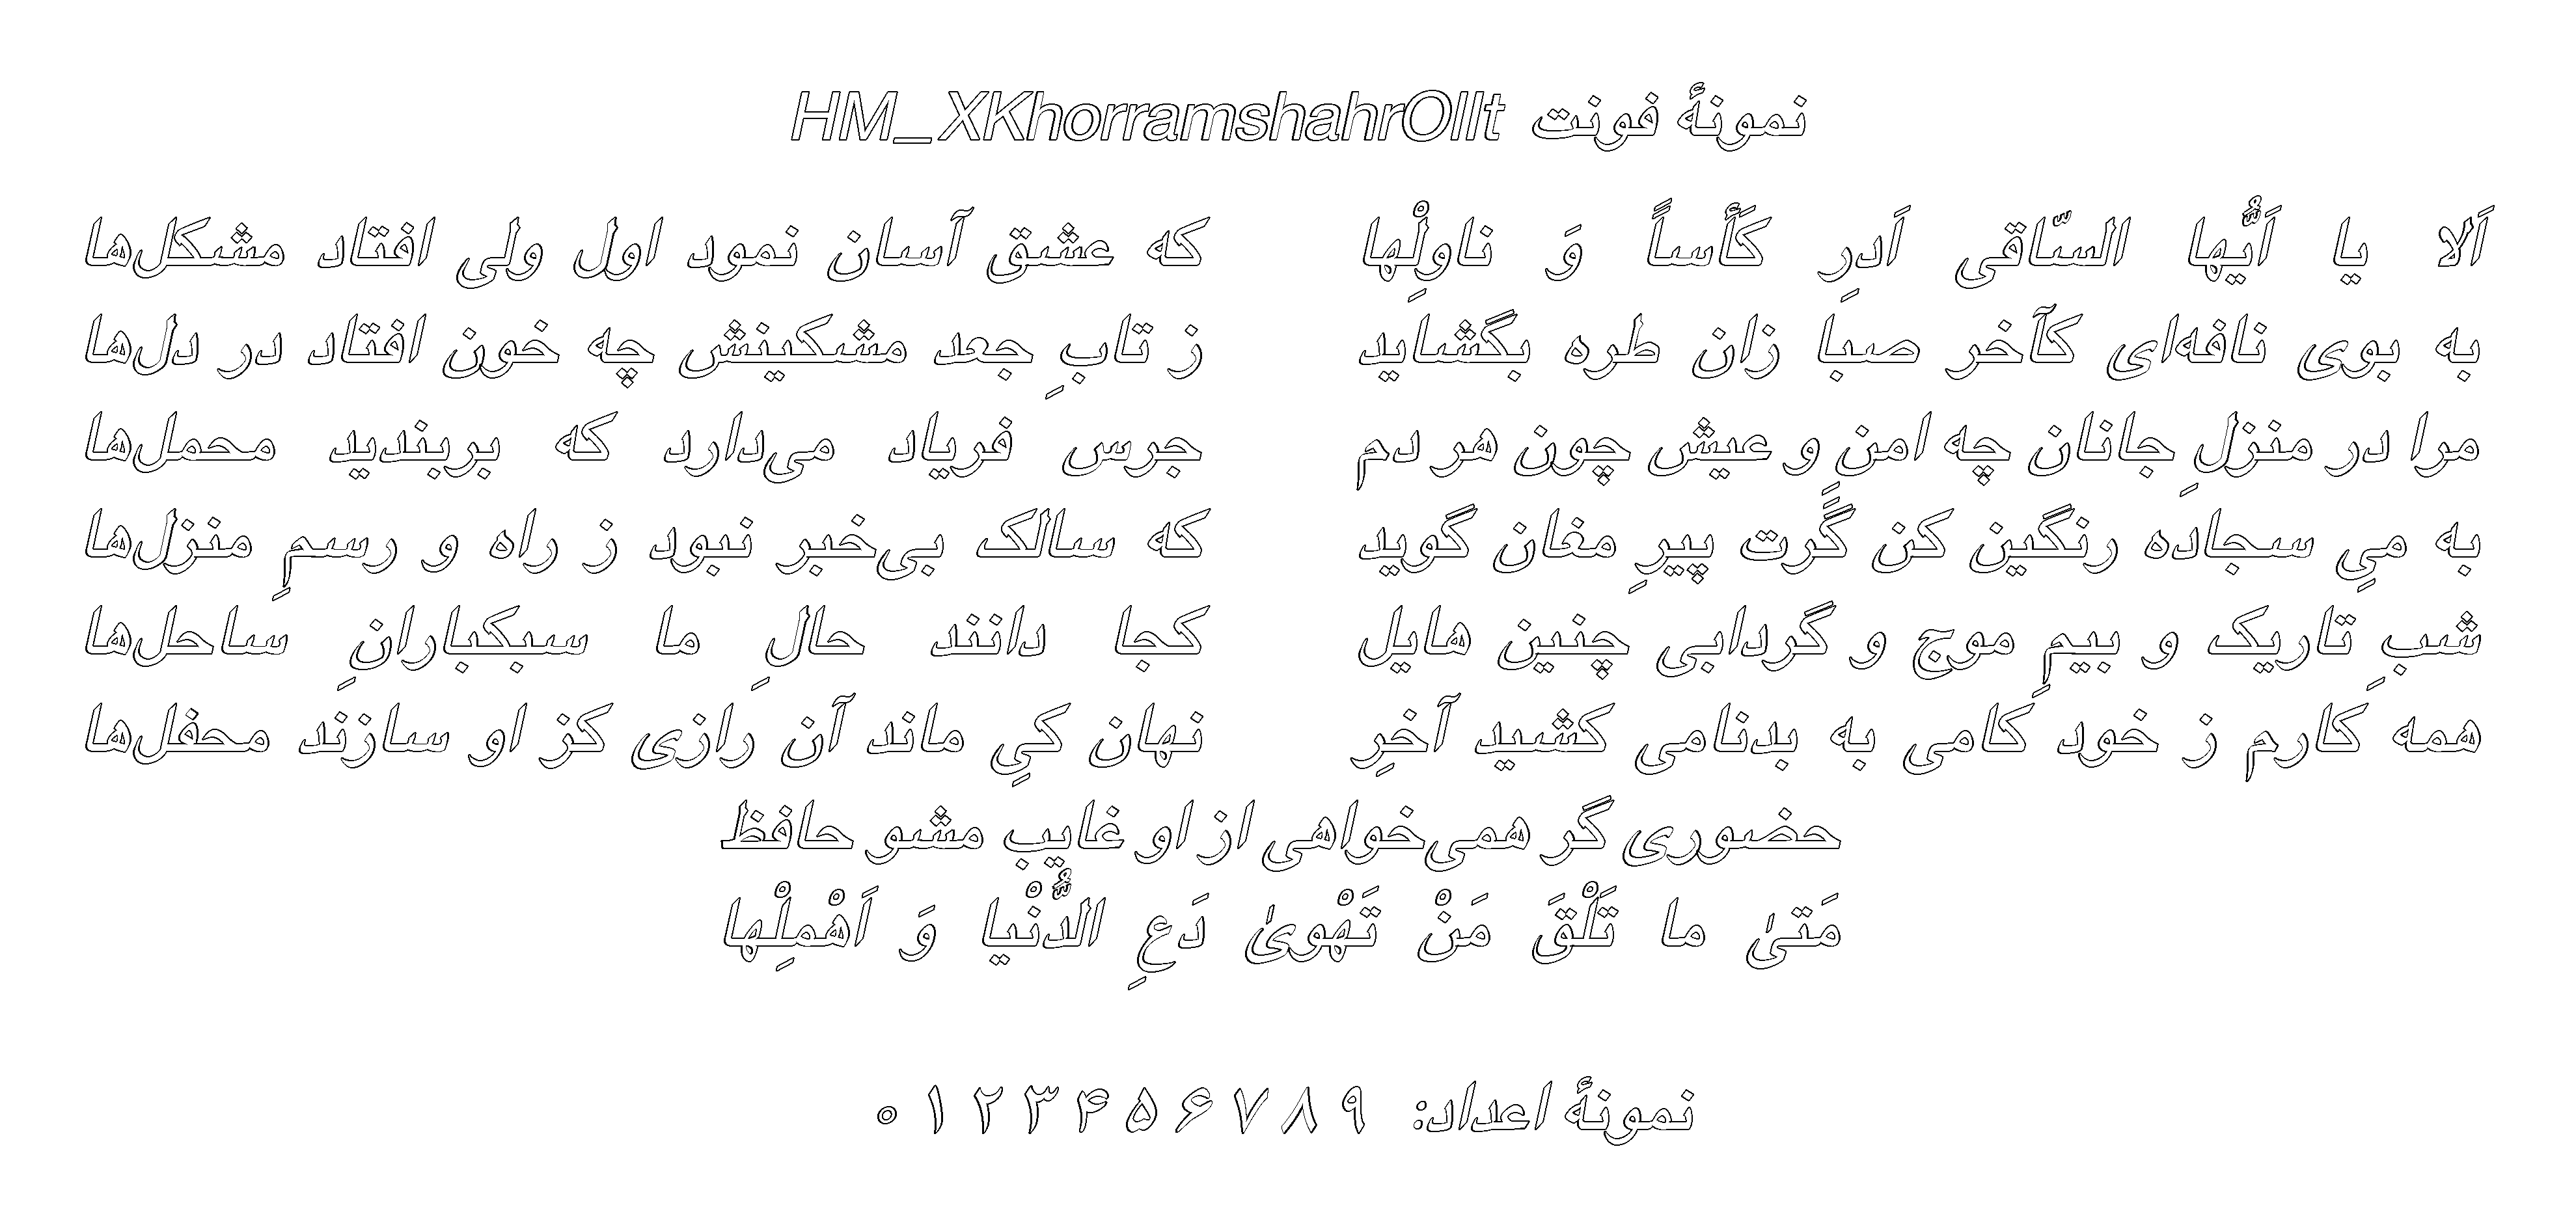 نمونهٔ فونت HM_XKhorramshahrOllt
اَلا یا اَیُّها السّاقی اَدرِ کَأساً وَ ناوِلْها که عشق آسان نمود اول ولی افتاد مشکل‌ها
به بوی نافه‌ای کآخر صبا زان طره بگشاید ز تابِ جعد مشکینش چه خون افتاد در دل‌ها
مرا در منزلِ جانان چه امنِ و عیش چون هر دم جرس فریاد می‌دارد که بربندید محمل‌ها
به میِ سجاده رنگین کن گَرت پیرِ مغان گوید که سالک بی‌خبر نبود ز راه و رسمِ منزل‌ها
شبِ تاریک و بیمِ موج و گردابی چنین هایل کجا دانند حالِ ما سبکبارانِ ساحل‌ها
همه کارم ز خود کامی به بدنامی کشید آخرِ نهان کیِ ماند آن رازی کز او سازند محفل‌ها
حضوری گر همی‌خواهی از او غایب مشو حافظ
مَتیٰ ما تَلْقَ مَنْ تَهْویٰ دَعِ الدُّنْیا وَ اَهْمِلْها
نمونهٔ اعداد: ۹ ۸ ۷ ۶ ۵ ۴ ۳ ۲ ۱ ۰